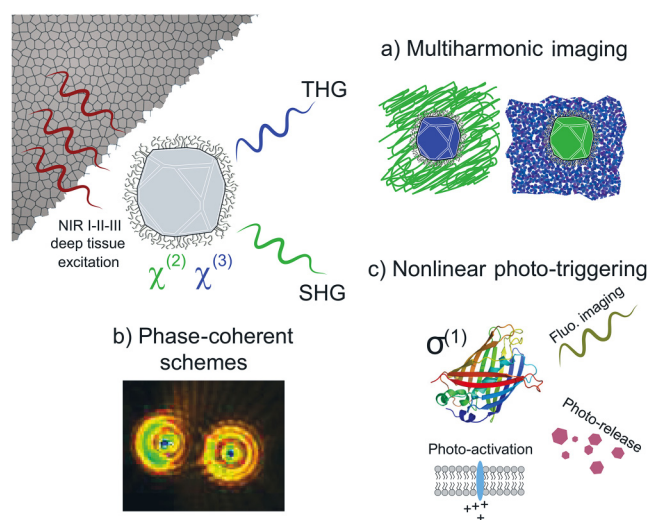 THG
NIR I-II-III
deep tissue
excitation
χ(2) χ(3)
SHG
a) Multiharmonic imaging
b) Phase-coherent
schemes
c) Nonlinear photo-triggering
σ(1)
Fluo. imaging
Photo-release
Photo-activation
+++
+